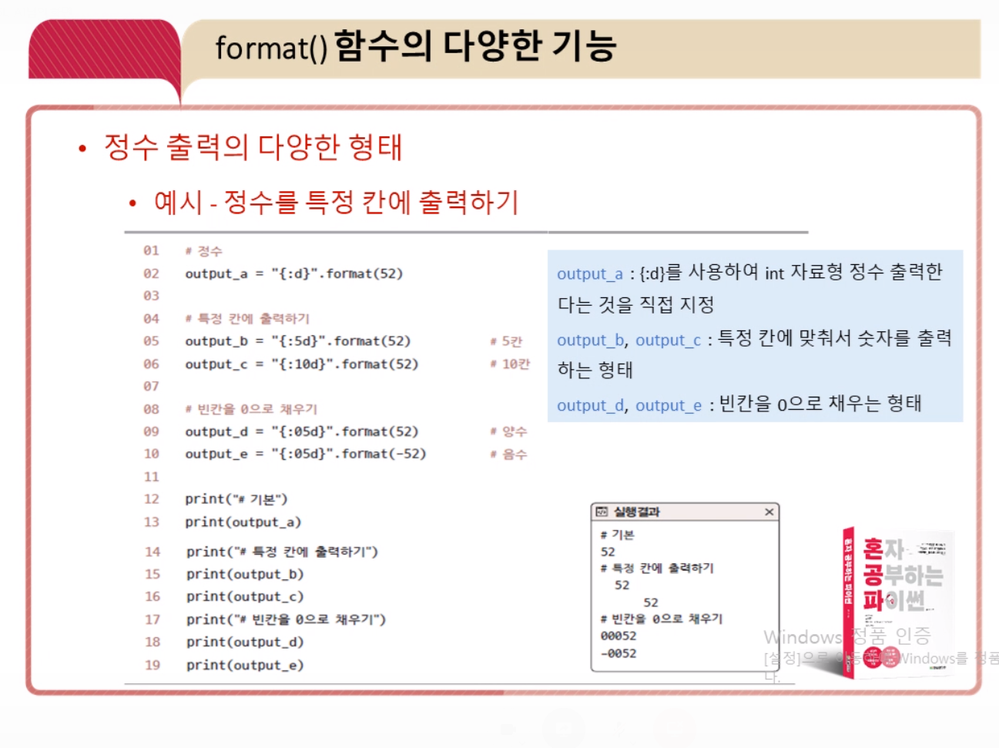 format() 함수의 다양한 기능
• 정수 출력의 다양한 형태
• 예시 - 정수를 특정 칸에 출력하기
01 # 정수
02 output_a = "{:d}".format(52)
03
04 # 특정 칸에 출력하기
05 output_b = "{:5d}".format(52) # 5칸
06 output_c = "{:10d}".format(52) # 10칸
07
08 # 빈칸을 0으로 채우기
09 output_d = "{:05d}".format(52) # 양수
10 output_e = "{:05d}".format(-52) # 음수
11
12 print("# 기본")
13 print(output_a)
14 print("# 특정 칸에 출력하기")
15 print(output_b)
16 print(output_c)
17 print("# 빈칸을 0으로 채우기")
18 print(output_d)
19 print(output_e)
output_a : {:d}를 사용하여 int 자료형 정수 출력한
다는 것을 직접 지정
output_b, output_c : 특정 칸에 맞춰서 숫자를 출력
하는 형태
output_d, output_e : 빈칸을 0으로 채우는 형태
실행결과
# 기본
52
# 특정 칸에 출력하기
52
52
# 빈칸을 0으로 채우기
00052
-0052
혼자 공부하는 파이썬
혼자
공부하는
파이썬
Windows 정품 인증
[설정]으로 이동하여 Windows를 정품
다.